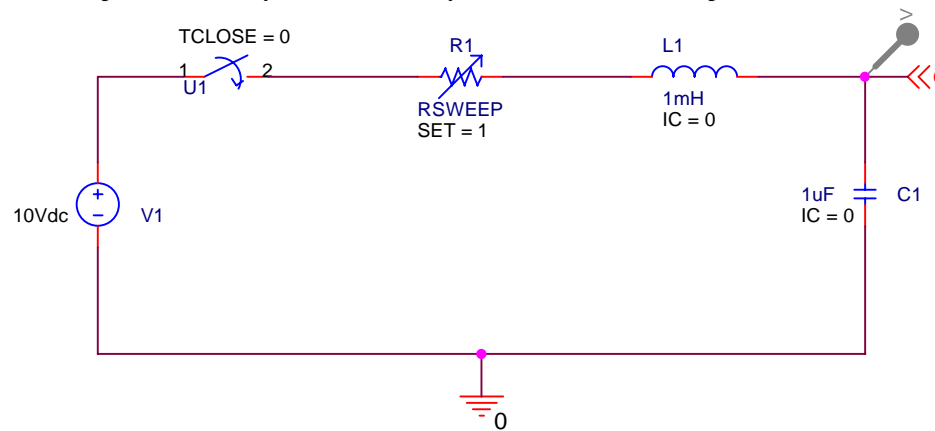 TCLOSE = 0
1 2
U1
R1
RSWEEP
SET = 1
L1
1mH
IC = 0
V
10Vdc
V1
1uF
IC = 0
C1
0